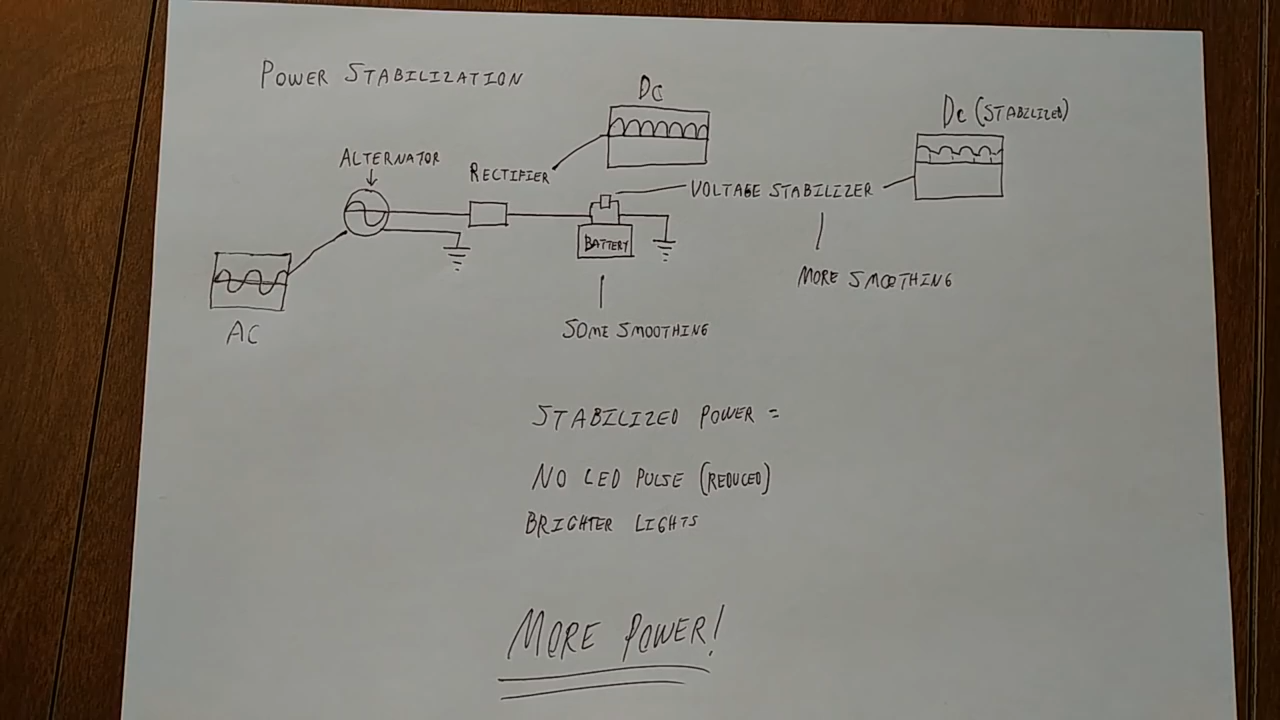 POWER STABILIZATION
DC
DC (STABILIZED)
ALTERNATOR
RECTIFIER
VOLTAGE STABILIZER
BATTERY
MORE SMOOTHING
AC
SOME SMOOTHING
STABILIZED POWER =
NO LED PULSE (REDUCED)
BRIGHTER LIGHTS
MORE POWER!